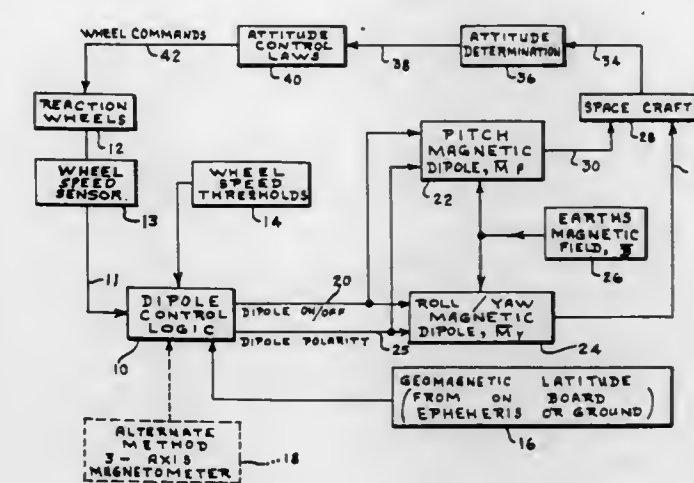 WHEEL COMMANDS
42
ATTITUDE
CONTROL
LAWS
40
38
ATTITUDE
DETERMINATION
36
34
REACTION
WHEELS
12
SPACE CRAFT
28
WHEEL
SPEED
SENSOR.
13
WHEEL
SPEED
THRESHOLDS
14
PITCH
MAGNETIC
DIPOLE, M P
22
30
EARTHS
MAGNETIC
FIELD, B
26
11
20
DIPOLE
CONTROL
LOGIC
10
DIPOLE ON/OFF
DIPOLE POLARITY
25
ROLL / YAW
MAGNETIC
DIPOLE, M Y
24
GEOMAGNETIC LATITUDE
(FROM ON BOARD
EPHEHERIS OR GROUND)
16
ALTERNATE
METHOD
3 - AXIS
MAGNETOMETER
18